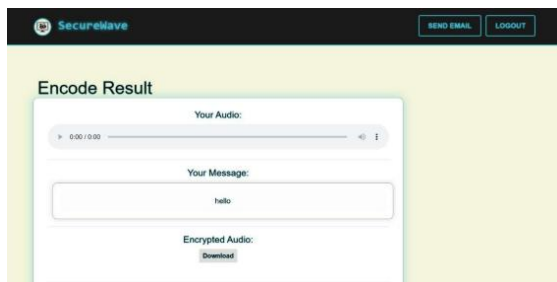 SecureWave
SEND EMAIL
LOGOUT
Encode Result
Your Audio:
0:00 / 0:00
Your Message:
hello
Encrypted Audio:
Download